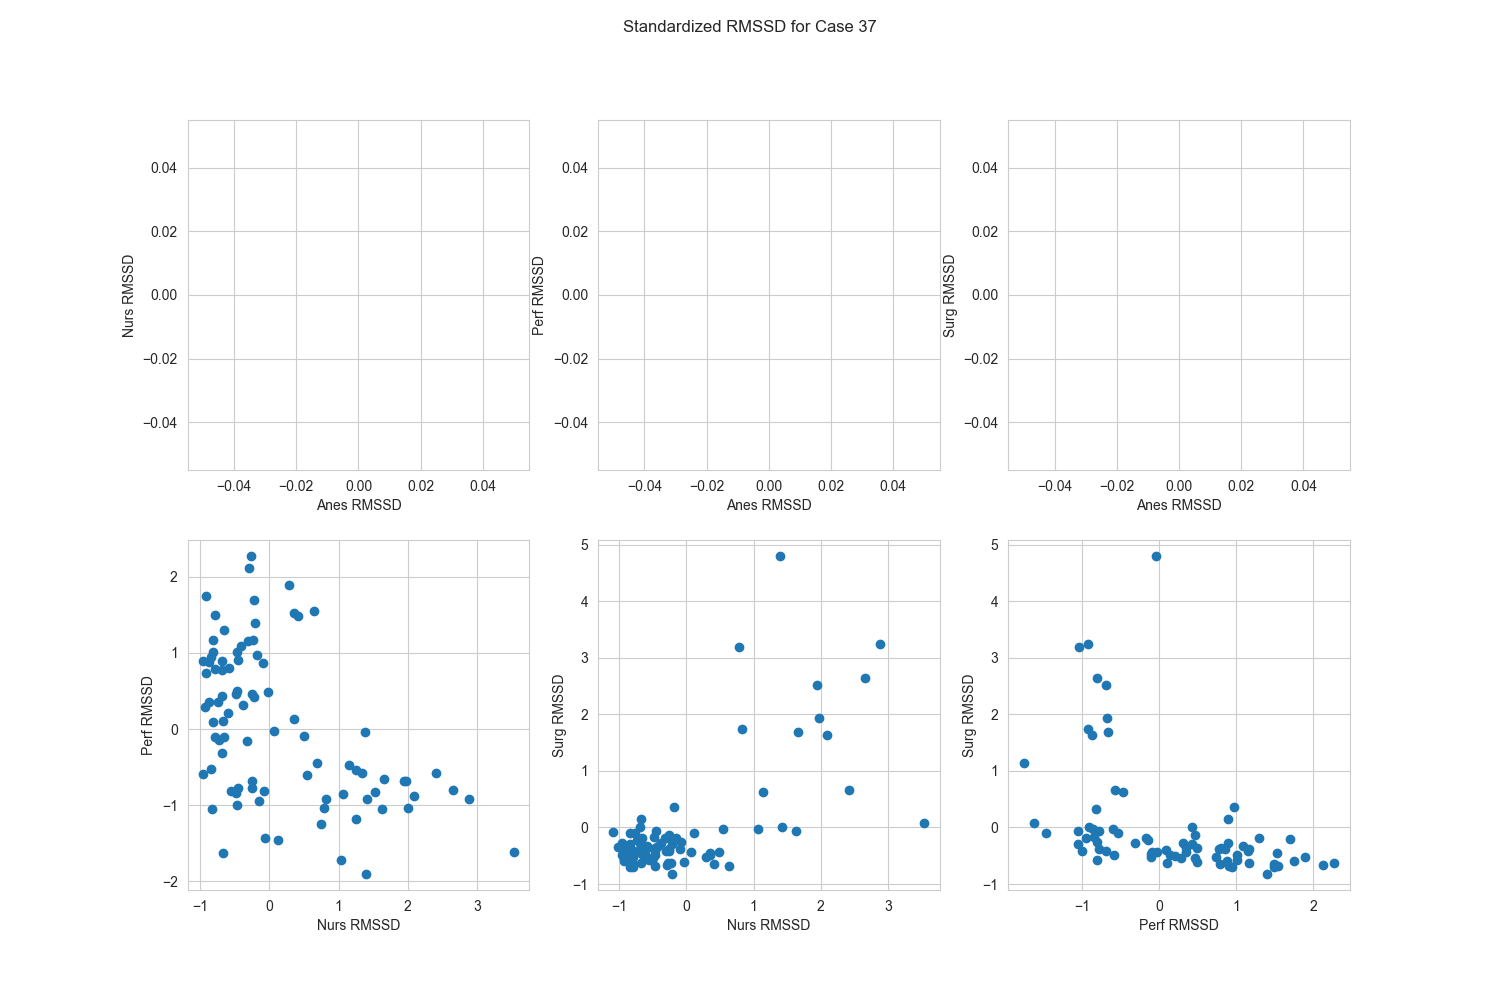 Standardized RMSSD for Case 37
0.04 0.04 0.04
0.02 0.02 0.02
Nurs RMSSD 0.00 Perf RMSSD 0.00 Surg RMSSD 0.00
−0.02 −0.02 −0.02
−0.04 −0.04 −0.04
−0.04 −0.02 0.00 0.02 0.04 −0.04 −0.02 0.00 0.02 0.04 −0.04 −0.02 0.00 0.02 0.04
Anes RMSSD Anes RMSSD Anes RMSSD
Perf RMSSD
2
1
0
−1
−2
−1 0 1 2 3
Nurs RMSSD
Surg RMSSD
5
4
3
2
1
0
−1
−1 0 1 2 3
Nurs RMSSD
Surg RMSSD
5
4
3
2
1
0
−1
−1 0 1 2
Perf RMSSD